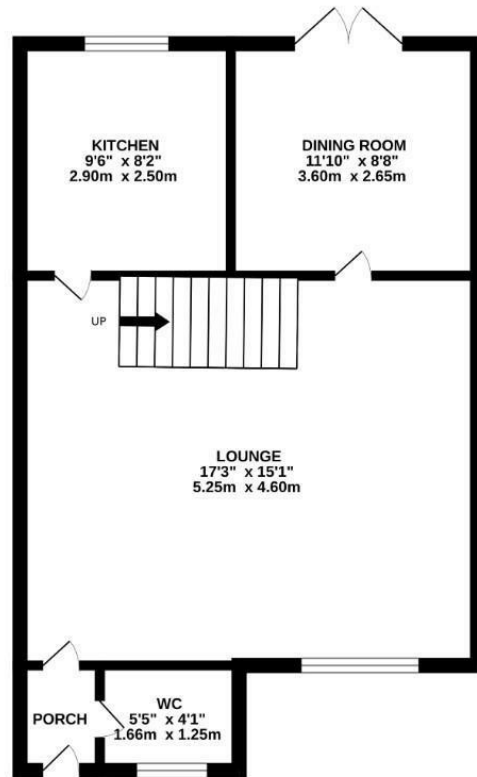 KITCHEN
9'6" x 8'2"
2.90m x 2.50m
DINING ROOM
11'10" x 8'8"
3.60m x 2.65m
UP
LOUNGE
17'3" x 15'1"
5.25m x 4.60m
PORCH
WC
5'5" x 4'1"
1.66m x 1.25m